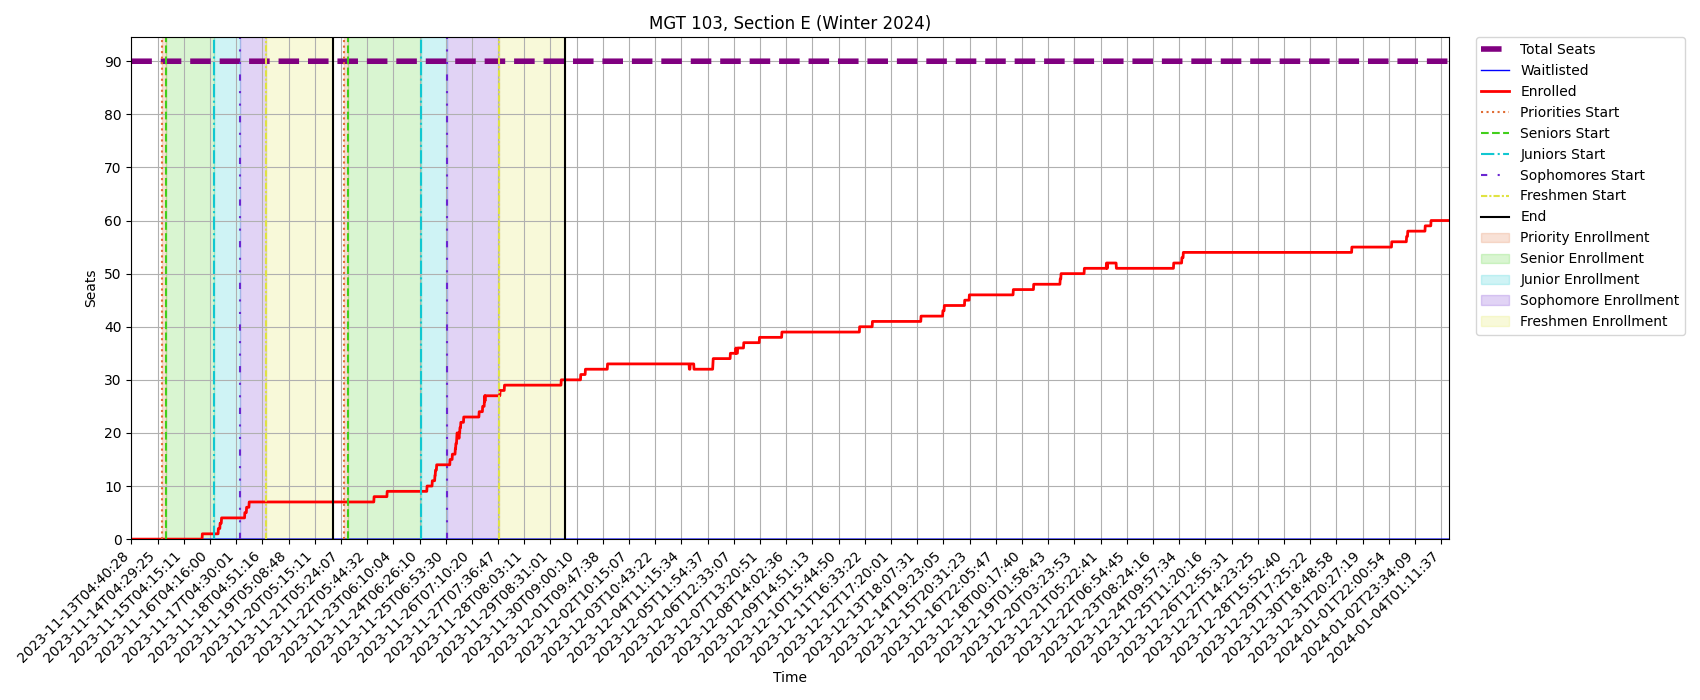 MGT 103, Section E (Winter 2024)
Seats
90
80
70
60
50
40
30
20
10
0
2023-11-13T04:40:28
2023-11-14T04:29:25
2023-11-15T04:15:11
2023-11-16T04:16:00
2023-11-17T04:30:01
2023-11-18T04:51:16
2023-11-19T05:08:48
2023-11-20T05:15:11
2023-11-21T05:24:07
2023-11-22T05:44:32
2023-11-23T06:10:04
2023-11-24T06:26:10
2023-11-25T06:53:30
2023-11-26T07:10:20
2023-11-27T07:36:47
2023-11-28T08:03:11
2023-11-29T08:31:01
2023-11-30T09:00:10
2023-12-01T09:47:38
2023-12-02T10:15:07
2023-12-03T10:43:22
2023-12-04T11:15:34
2023-12-05T11:54:37
2023-12-06T12:33:07
2023-12-07T13:20:51
2023-12-08T14:02:36
2023-12-09T14:51:13
2023-12-10T15:44:50
2023-12-11T16:33:22
2023-12-12T17:20:01
2023-12-13T18:07:31
2023-12-14T19:23:05
2023-12-15T20:31:23
2023-12-16T22:05:47
2023-12-18T00:17:40
2023-12-19T01:58:43
2023-12-20T03:23:53
2023-12-21T05:22:41
2023-12-22T06:54:45
2023-12-23T08:24:16
2023-12-24T09:57:34
2023-12-25T11:20:16
2023-12-26T12:55:31
2023-12-27T14:23:25
2023-12-28T15:52:40
2023-12-29T17:25:22
2023-12-30T18:48:58
2023-12-31T20:27:19
2024-01-01T22:00:54
2024-01-02T23:34:09
2024-01-04T01:11:37
Time
Total Seats
Waitlisted
Enrolled
Priorities Start
Seniors Start
Juniors Start
Sophomores Start
Freshmen Start
End
Priority Enrollment
Senior Enrollment
Junior Enrollment
Sophomore Enrollment
Freshmen Enrollment